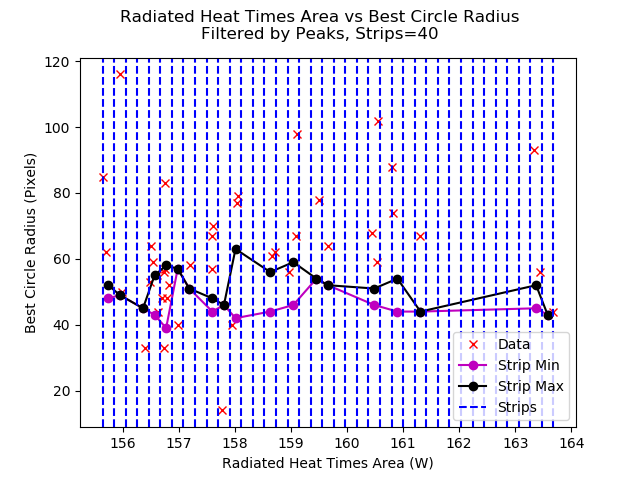 Radiated Heat Times Area vs Best Circle Radius
Filtered by Peaks, Strips=40
120
100
80
60
40
20
Best Circle Radius (Pixels)
Data
Strip Min
Strip Max
Strips
156 157 158 159 160 161 162 163 164
Radiated Heat Times Area (W)